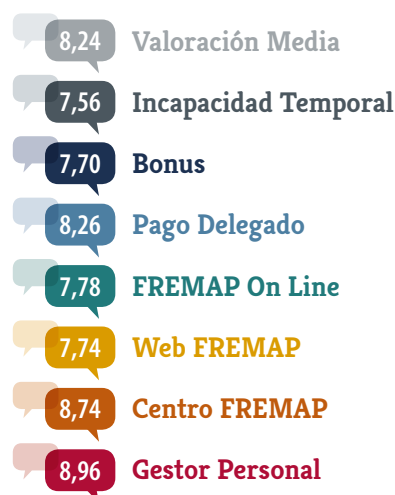 8,24 Valoración Media
7,56 Incapacidad Temporal
7,70 Bonus
8,26 Pago Delegado
7,78 FREMAP On Line
7,74 Web FREMAP
8,74 Centro FREMAP
8,96 Gestor Personal